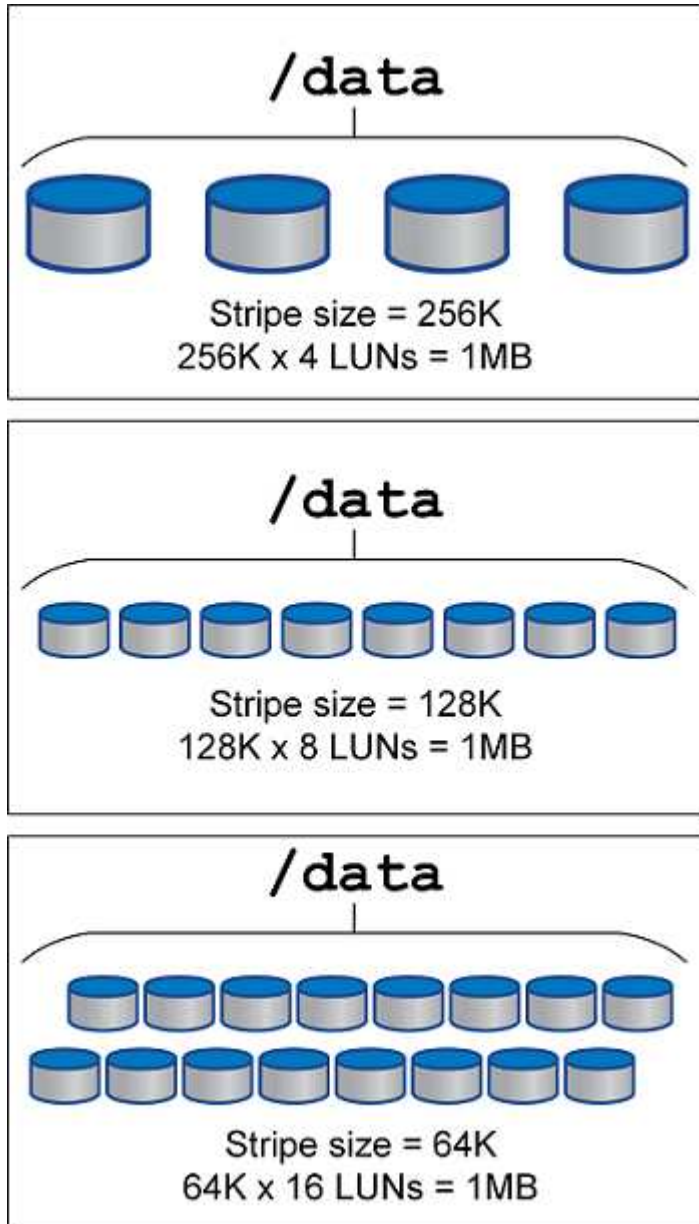 /data
Stripe size = 256K
256K x 4 LUNs = 1MB
/data
Stripe size = 128K
128K x 8 LUNs = 1MB
/data
Stripe size = 64K
64K x 16 LUNs = 1MB